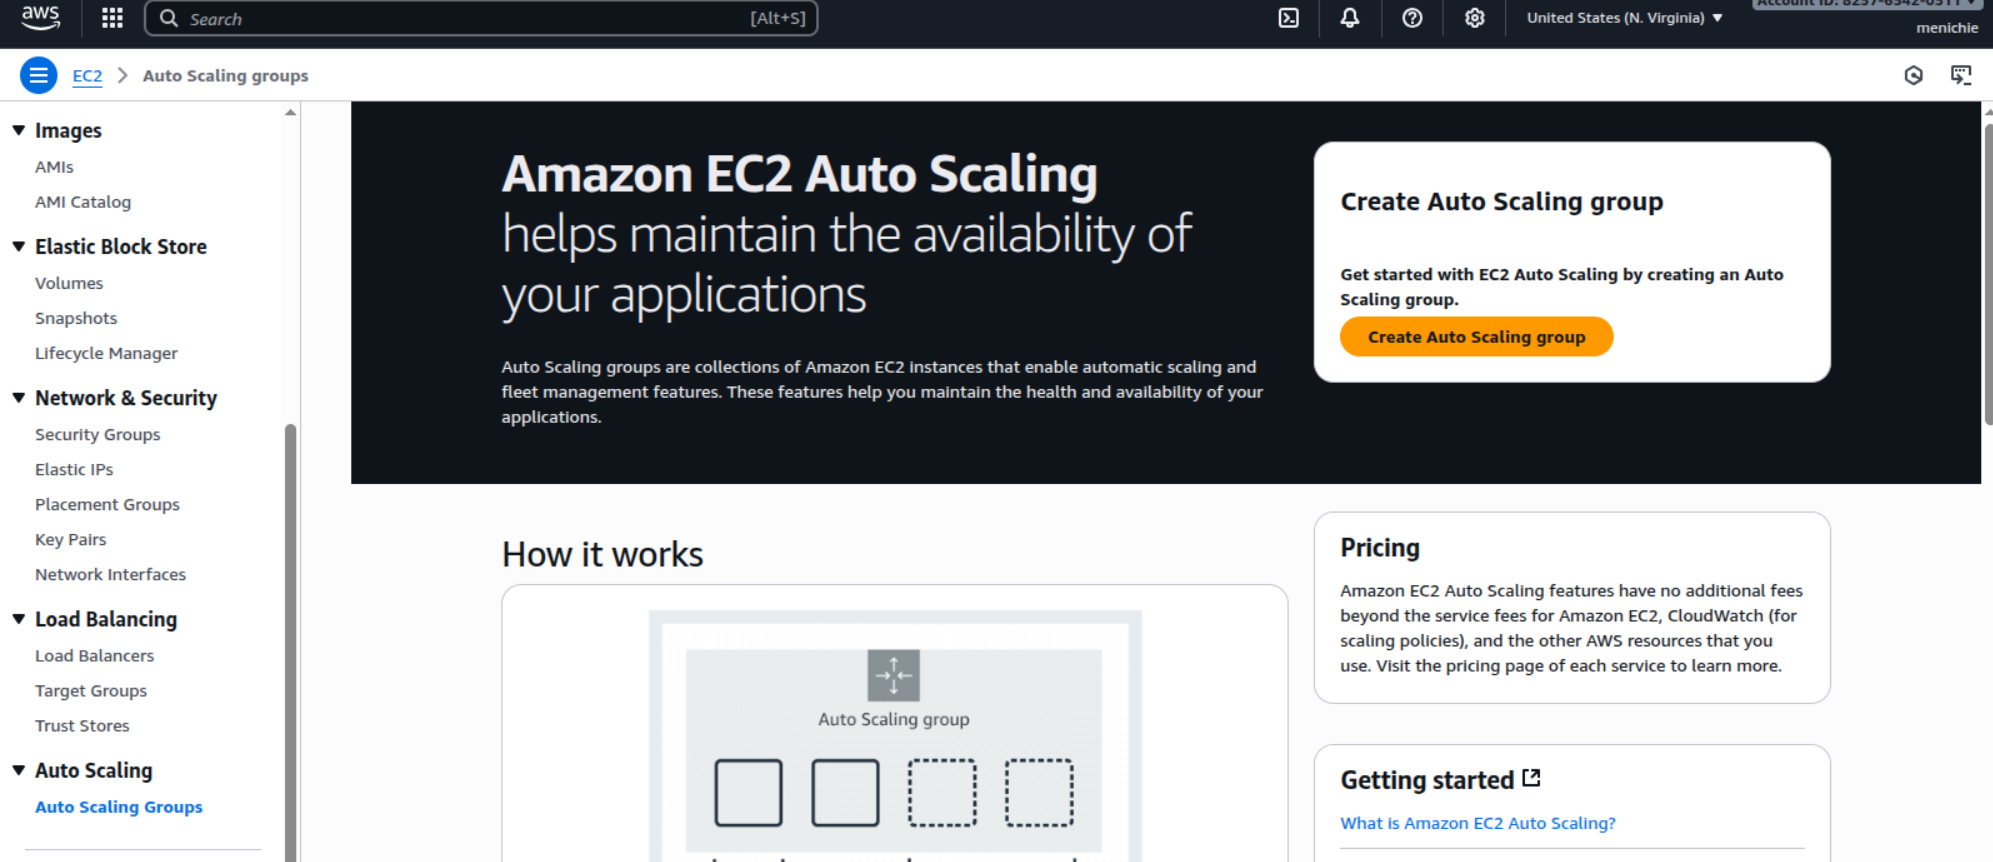 aws
Search
[Alt+S]
United States (N. Virginia)
menichie
EC2
Auto Scaling groups
Images
AMIs
AMI Catalog
Elastic Block Store
Volumes
Snapshots
Lifecycle Manager
Network & Security
Security Groups
Elastic IPs
Placement Groups
Key Pairs
Network Interfaces
Load Balancing
Load Balancers
Target Groups
Trust Stores
Auto Scaling
Auto Scaling Groups
Amazon EC2 Auto Scaling
helps maintain the availability of
your applications
Auto Scaling groups are collections of Amazon EC2 instances that enable automatic scaling and
fleet management features. These features help you maintain the health and availability of your
applications.
Create Auto Scaling group
Get started with EC2 Auto Scaling by creating an Auto
Scaling group.
Create Auto Scaling group
How it works
Auto Scaling group
Pricing
Amazon EC2 Auto Scaling features have no additional fees
beyond the service fees for Amazon EC2, CloudWatch (for
scaling policies), and the other AWS resources that you
use. Visit the pricing page of each service to learn more.
Getting started
What is Amazon EC2 Auto Scaling?